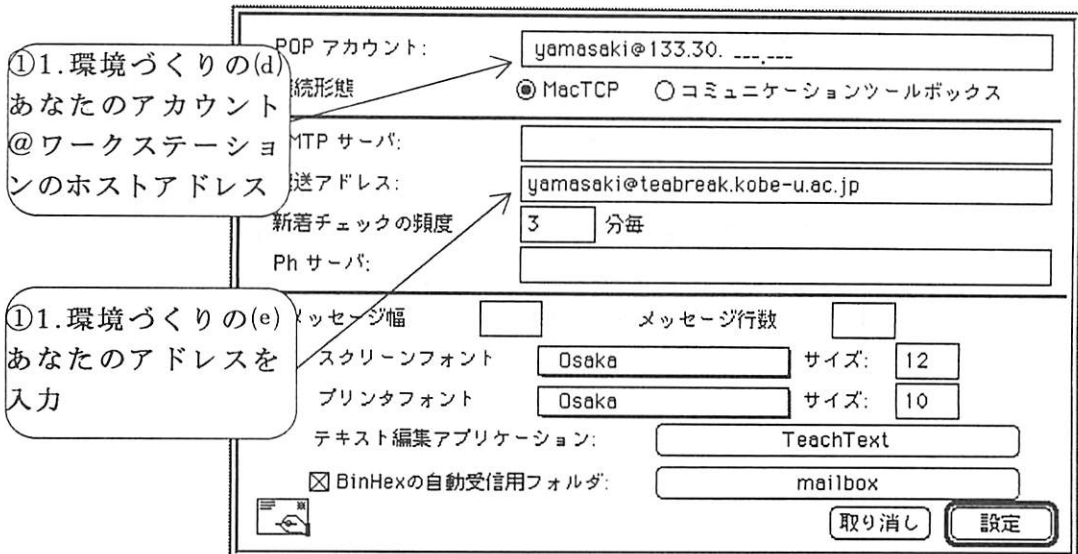 ①1.環境づくりの(d)
あなたのアカウント
@ワークステーショ
ンのホストアドレス
POP アカウント:
yamasaki@133.30. ___.___
続形態
MacTCP
コミュニケーションツールボックス
MTP サーバ:
送アドレス:
yamasaki@teabreak.kobe-u.ac.jp
新着チェックの頻度
3
分毎
Ph サーバ:
①1.環境づくりの(e)
あなたのアドレスを
入力
ッセージ幅
メッセージ行数
スクリーンフォント
Osaka
サイズ:
12
プリンタフォント
Osaka
サイズ:
10
テキスト編集アプリケーション:
TeachText
BinHexの自動受信用フォルダ:
mailbox
取り消し
設定